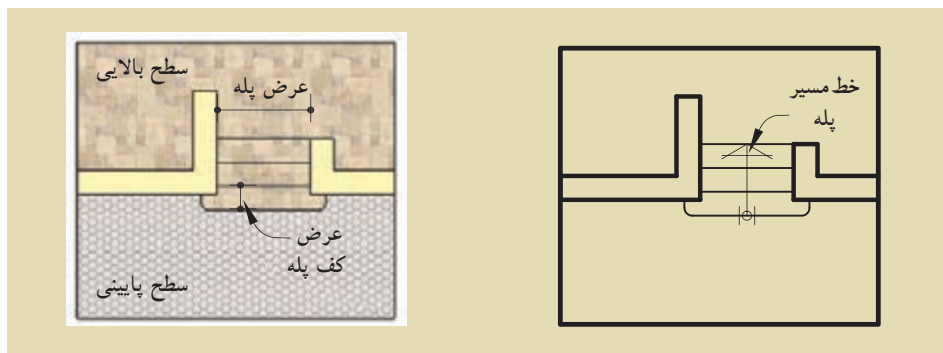 سطح بالایی
عرض پله
عرض
کف پله
سطح پایینی
خط مسیر
پله